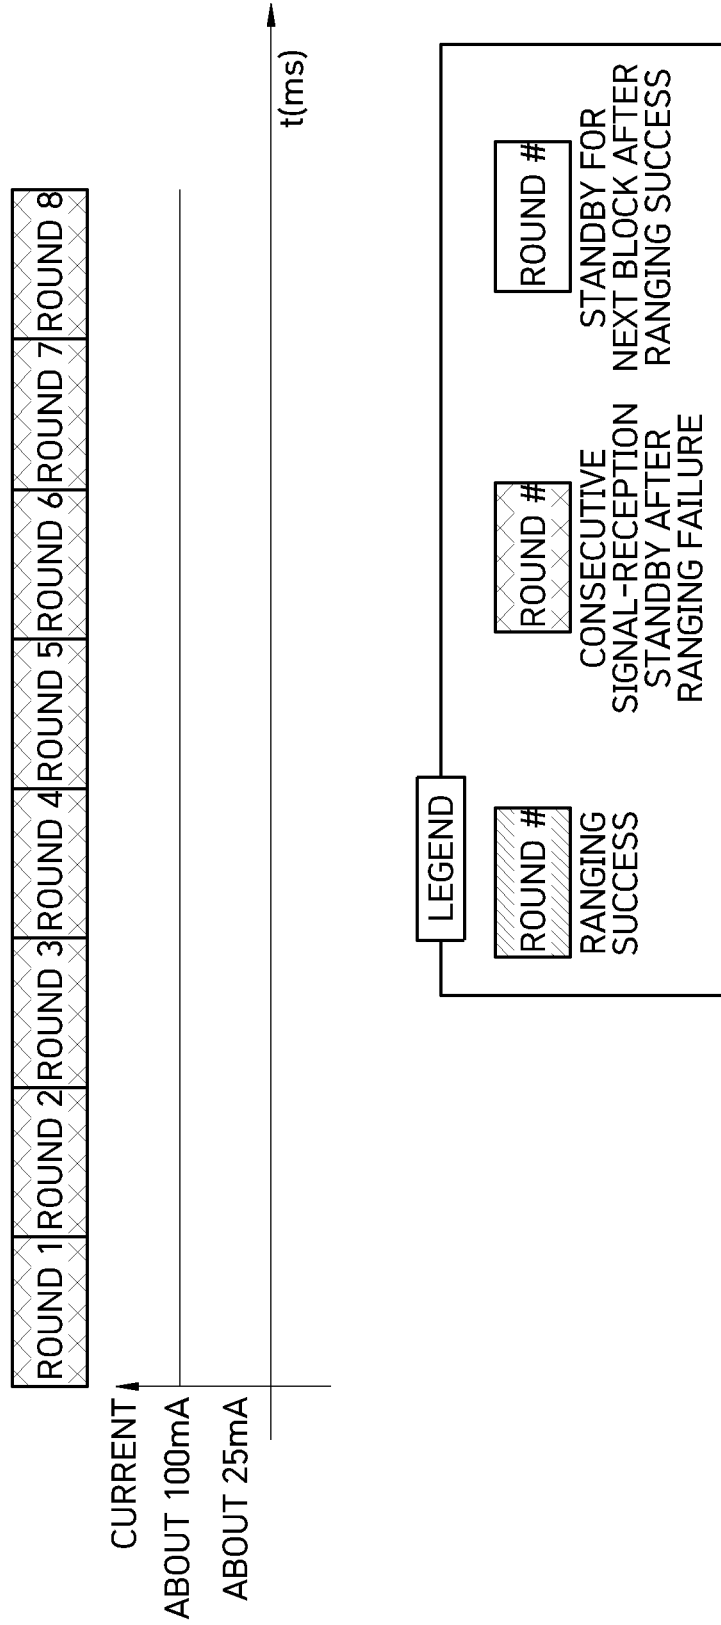 ROUND 1 ROUND 2 ROUND 3 ROUND 4 ROUND 5 ROUND 6 ROUND 7 ROUND 8
CURRENT
ABOUT 100mA
ABOUT 25mA
t(ms)
LEGEND
ROUND #
RANGING
SUCCESS
ROUND #
CONSECUTIVE
SIGNAL-RECEPTION
STANDBY AFTER
RANGING FAILURE
ROUND #
STANDBY FOR
NEXT BLOCK AFTER
RANGING SUCCESS